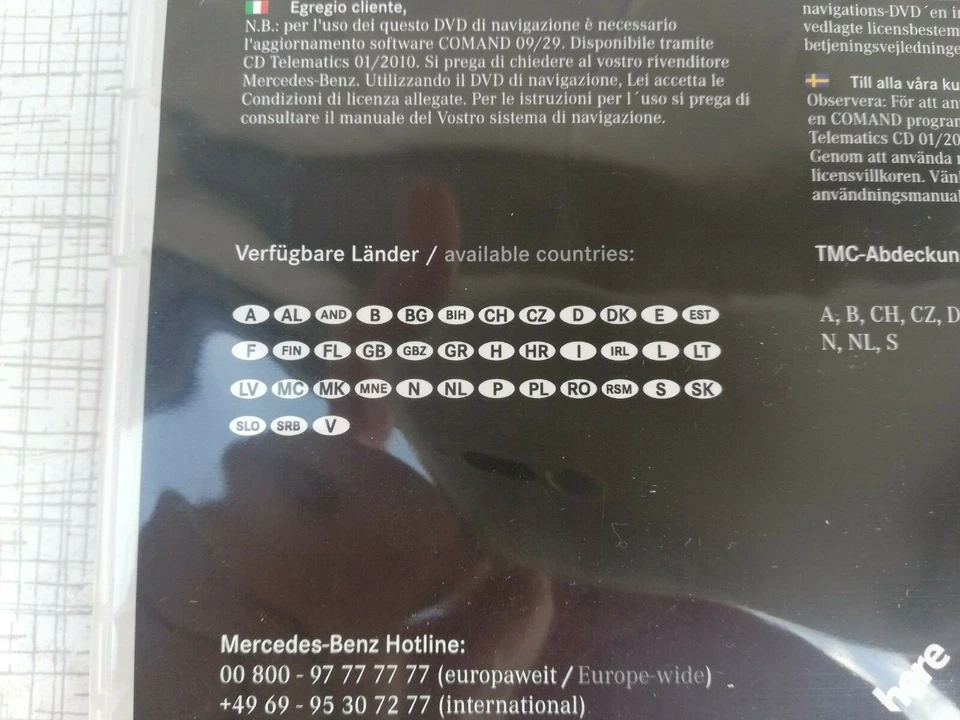 Egregio cliente,
N.B.: per l'uso dei questo DVD di navigazione è necessario
l'aggiornamento software COMAND 09/29. Disponibile tramite
CD Telematics 01/2010. Si prega di chiedere al vostro rivenditore
Mercedes-Benz. Utilizzando il DVD di navigazione, Lei accetta le
Condizioni di licenza allegate. Per le istruzioni per l´uso si prega di
consultare il manuale del Vostro sistema di navigazione.
navigations-DVD´en
vedlagte licensbestem
betjeningsvejledninge
Till alla våra ku
Observera: För att an
en COMAND program
Telematics CD 01/20
Genom att använda
licensvillkoren. Vän
användningsmanual
Verfügbare Länder / available countries:
A AL AND B BG BIH CH CZ D DK E EST
F FIN FL GB GBZ GR H HR I IRL L LT
LV MC MK MNE N NL P PL RO RSM S SK
SLO SRB V
TMC-Abdeckun
A, B, CH, CZ, D
N, NL, S
Mercedes-Benz Hotline:
00 800 - 97 77 77 77 (europaweit / Europe-wide)
+49 69 - 95 30 72 77 (international)
here